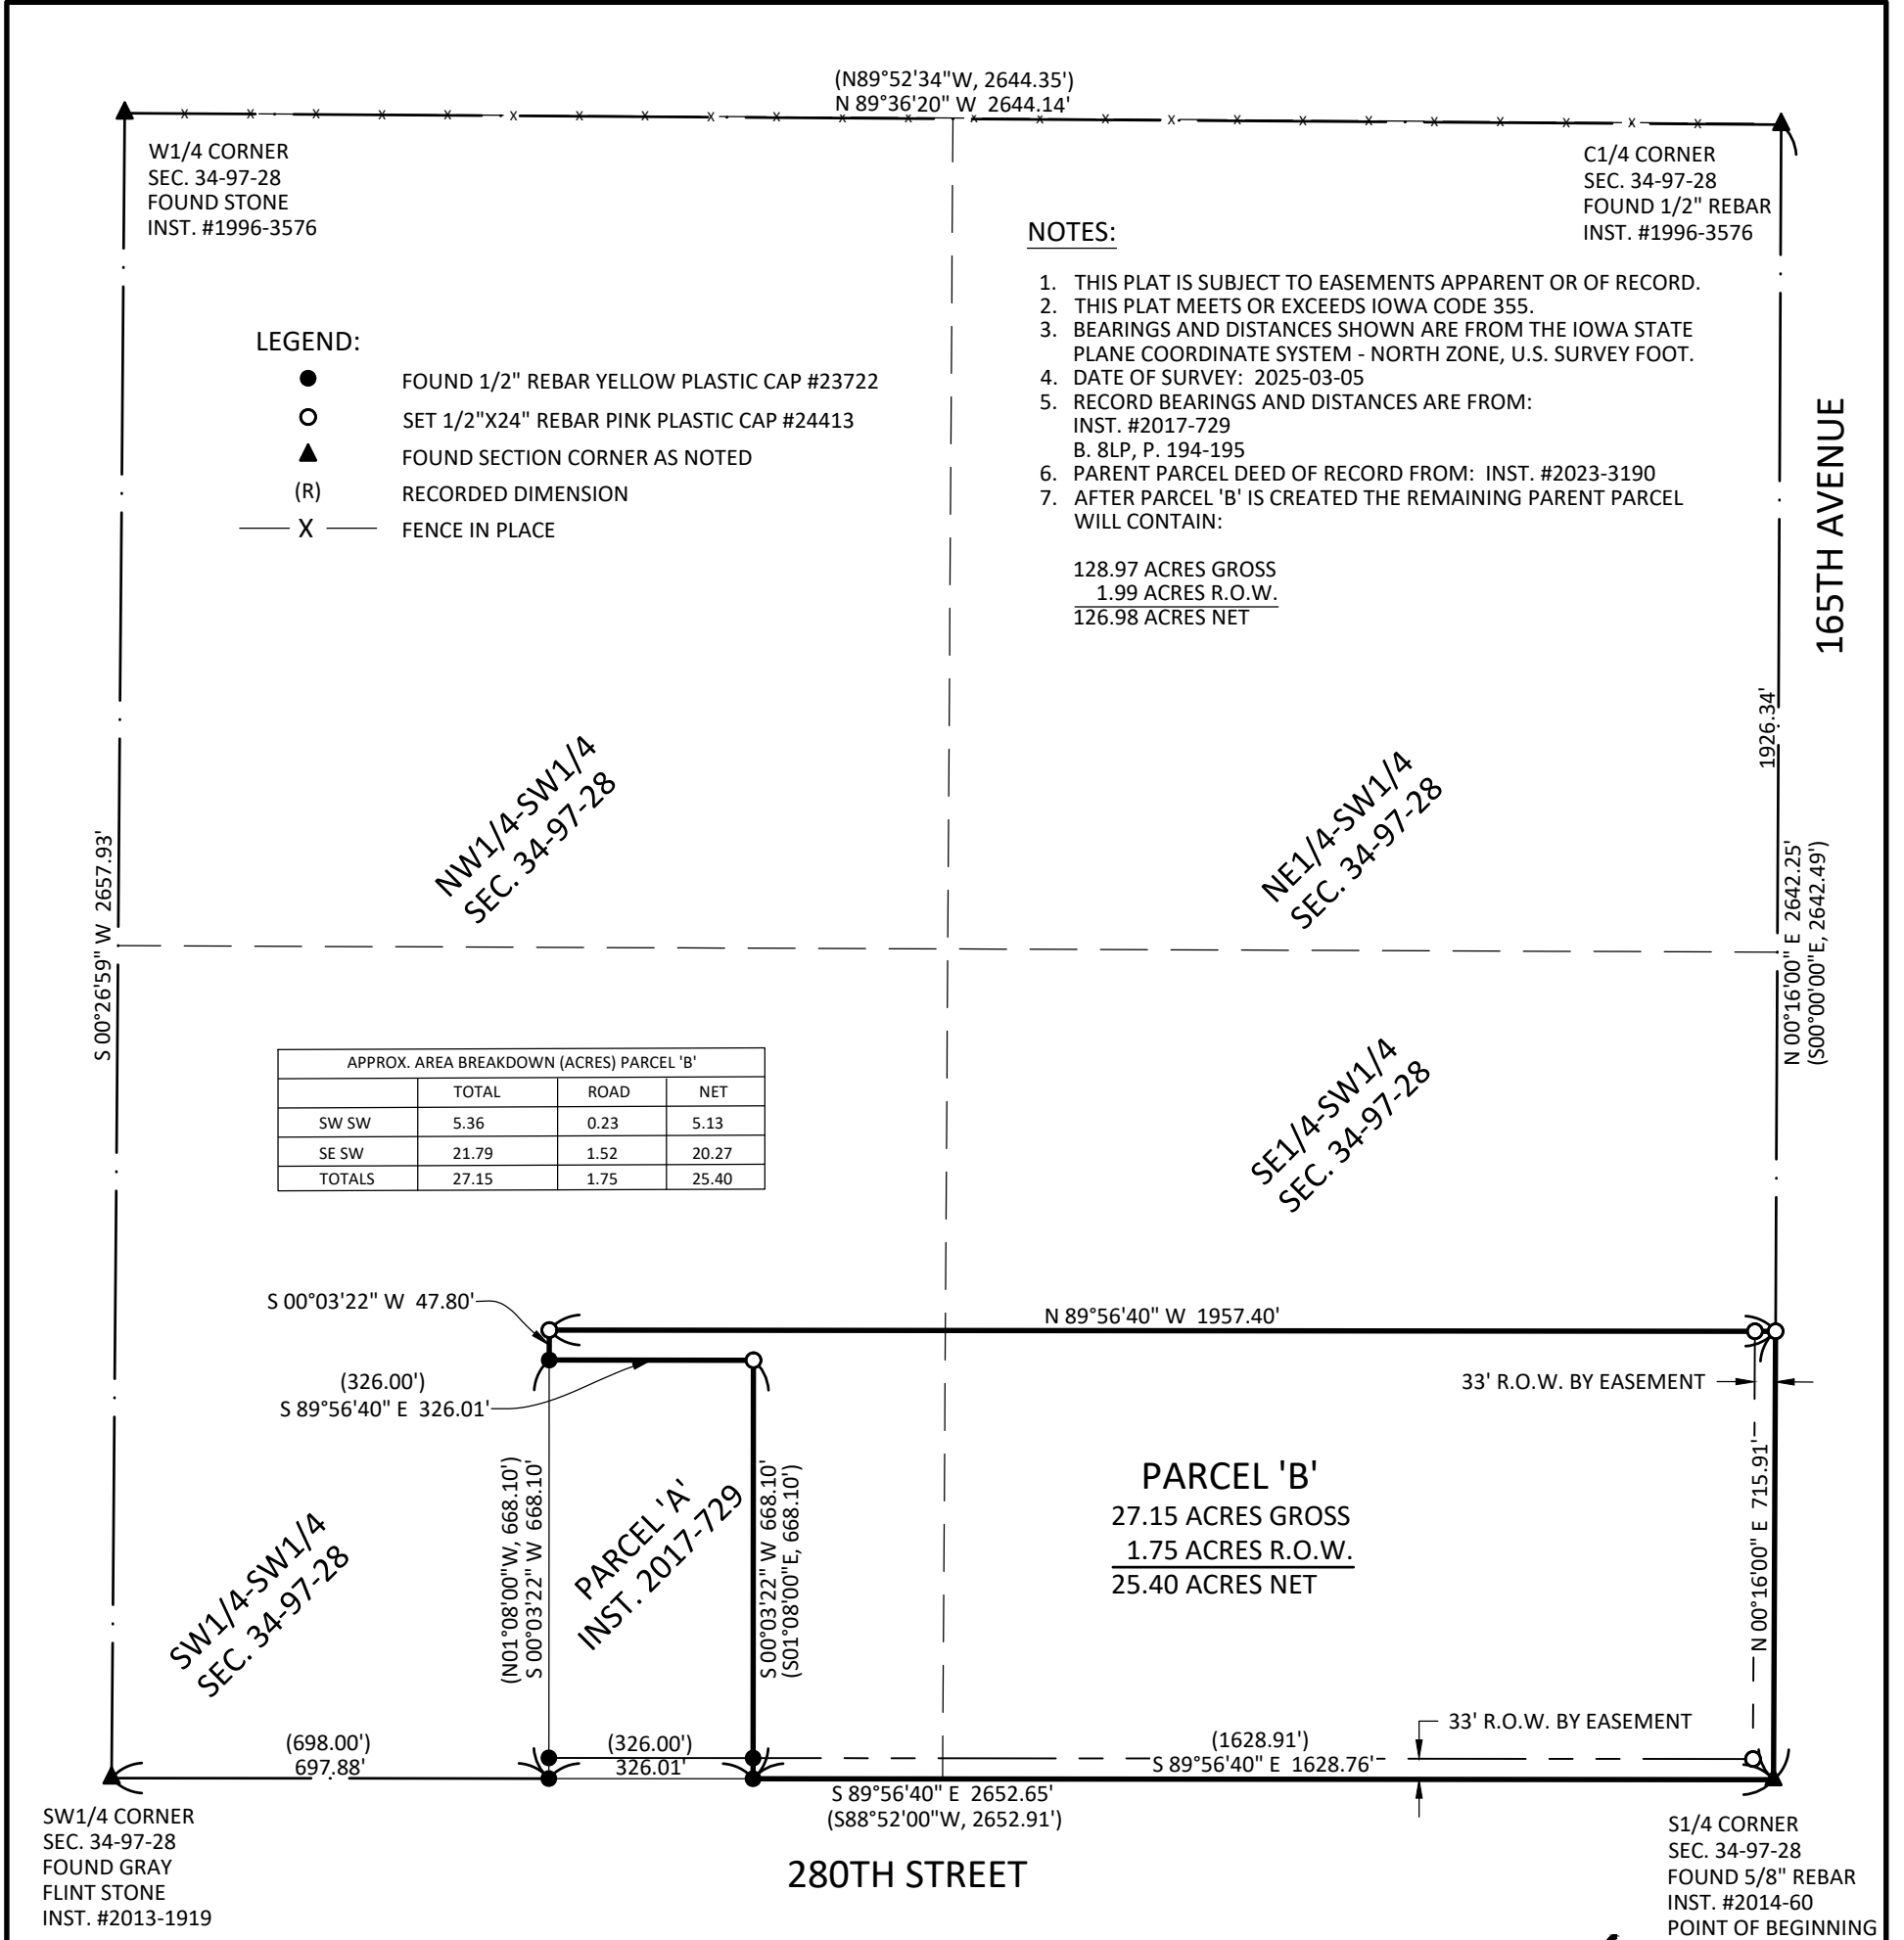 (N89°52'34"W, 2644.35')
N 89°36'20" W 2644.14'
W1/4 CORNER
SEC. 34-97-28
FOUND STONE
INST. #1996-3576
C1/4 CORNER
SEC. 34-97-28
FOUND 1/2" REBAR
INST. #1996-3576
NOTES:
1. THIS PLAT IS SUBJECT TO EASEMENTS APPARENT OR OF RECORD.
2. THIS PLAT MEETS OR EXCEEDS IOWA CODE 355.
3. BEARINGS AND DISTANCES SHOWN ARE FROM THE IOWA STATE
PLANE COORDINATE SYSTEM - NORTH ZONE, U.S. SURVEY FOOT.
4. DATE OF SURVEY: 2025-03-05
5. RECORD BEARINGS AND DISTANCES ARE FROM:
INST. #2017-729
B. 8LP, P. 194-195
6. PARENT PARCEL DEED OF RECORD FROM: INST. #2023-3190
7. AFTER PARCEL 'B' IS CREATED THE REMAINING PARENT PARCEL
WILL CONTAIN:
128.97 ACRES GROSS
1.99 ACRES R.O.W.
126.98 ACRES NET
LEGEND:
FOUND 1/2" REBAR YELLOW PLASTIC CAP #23722
SET 1/2"X24" REBAR PINK PLASTIC CAP #24413
FOUND SECTION CORNER AS NOTED
(R) RECORDED DIMENSION
X FENCE IN PLACE
165TH AVENUE
1926.34'
NW1/4-SW1/4
SEC. 34-97-28
NE1/4-SW1/4
SEC. 34-97-28
S 00°26'59" W 2657.93'
N 00°16'00" E 2642.25'
(S00°00'00"E, 2642.49')
APPROX. AREA BREAKDOWN (ACRES) PARCEL 'B'
TOTAL ROAD NET
SW SW 5.36 0.23 5.13
SE SW 21.79 1.52 20.27
TOTALS 27.15 1.75 25.40
SE1/4-SW1/4
SEC. 34-97-28
S 00°03'22" W 47.80'
N 89°56'40" W 1957.40'
(326.00')
S 89°56'40" E 326.01'
33' R.O.W. BY EASEMENT
(N01°08'00"W, 668.10')
S 00°03'22" W 668.10'
PARCEL 'A'
INST. 2017-729
S 00°03'22" W 668.10'
(S01°08'00"E, 668.10')
PARCEL 'B'
27.15 ACRES GROSS
1.75 ACRES R.O.W.
25.40 ACRES NET
N 00°16'00" E 715.91'
SW1/4-SW1/4
SEC. 34-97-28
33' R.O.W. BY EASEMENT
(698.00')
697.88'
(326.00')
326.01'
(1628.91')
S 89°56'40" E 1628.76'
S 89°56'40" E 2652.65'
(S88°52'00"W, 2652.91')
SW1/4 CORNER
SEC. 34-97-28
FOUND GRAY
FLINT STONE
INST. #2013-1919
280TH STREET
S1/4 CORNER
SEC. 34-97-28
FOUND 5/8" REBAR
INST. #2014-60
POINT OF BEGINNING